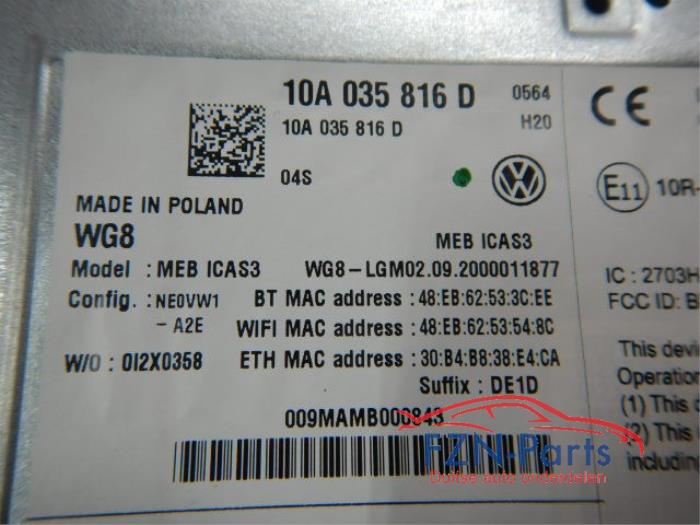 10A 035 816 D 0564
10A 035 816 D H20
04S
MADE IN POLAND
WG8 MEB ICAS3
Model : MEB ICAS3 WG8-LGM02.09.2000011877
Config. : NE0VW1 BT MAC address : 48:EB:62:53:3C:EE
- A2E WIFI MAC address : 48:EB:62:53:54:8C
W/O : 0I2X0358 ETH MAC address : 30:B4:B8:38:E4:CA
Suffix : DE1D
009MAMB000843
CE
E11 10R-
IC : 2703H
FCC ID:
This devi
Operation
(1) This d
(2) This
including
FZN-Parts
Duitse auto onderdelen